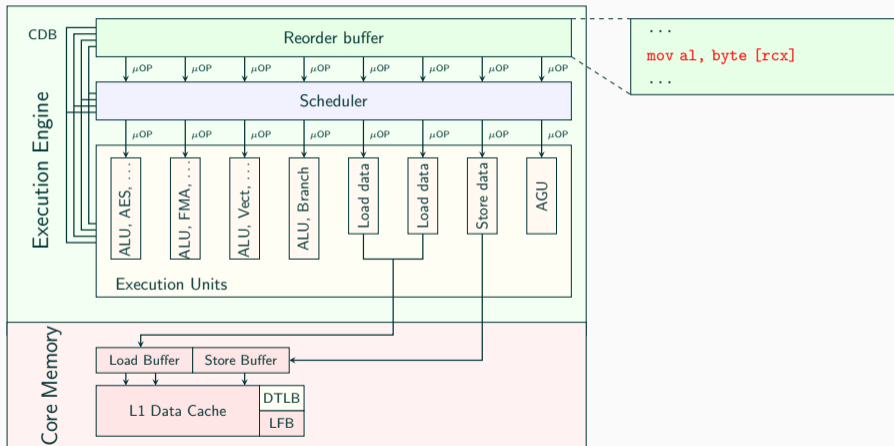 CDB
Reorder buffer
...
mov al, byte [rcx]
...
μOP μOP μOP μOP μOP μOP μOP μOP
Scheduler
μOP μOP μOP μOP μOP μOP μOP μOP
Execution Engine
ALU, AES, ...
ALU, FMA, ...
ALU, Vect, ...
ALU, Branch
Load data
Load data
Store data
AGU
Execution Units
Core Memory
Load Buffer
Store Buffer
L1 Data Cache
DTLB
LFB